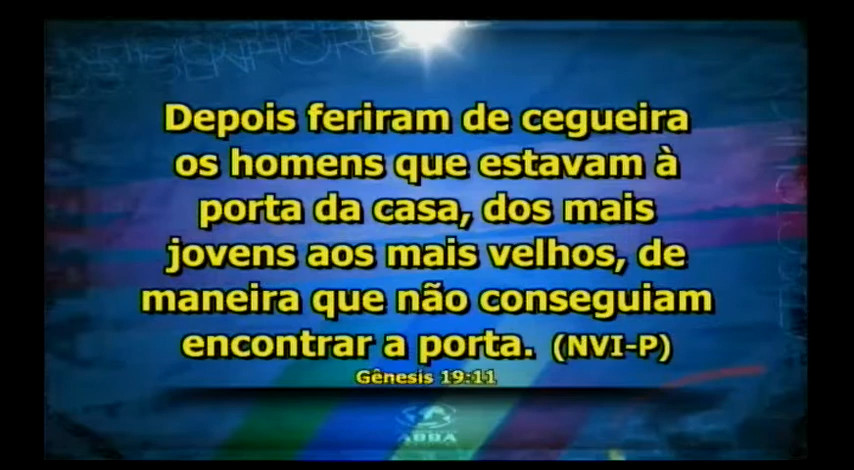 Depois feriram de cegueira
os homens que estavam à
porta da casa, dos mais
jovens aos mais velhos, de
maneira que não conseguiam
encontrar a porta. (NVI-P)
Gênesis 19:11
ABBA